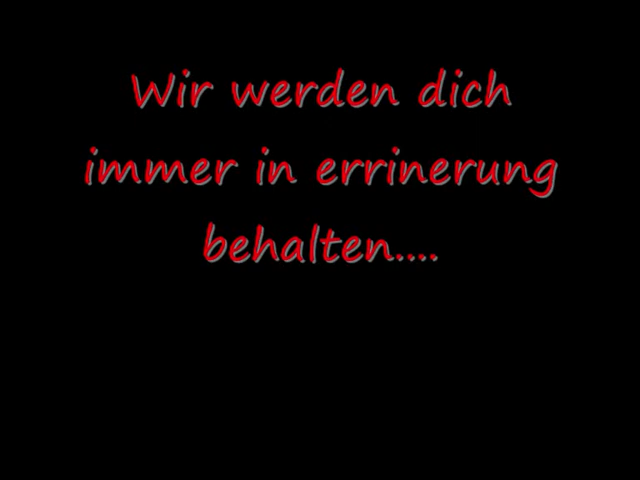 Wir werden dich
immer in errinerung
behalten....